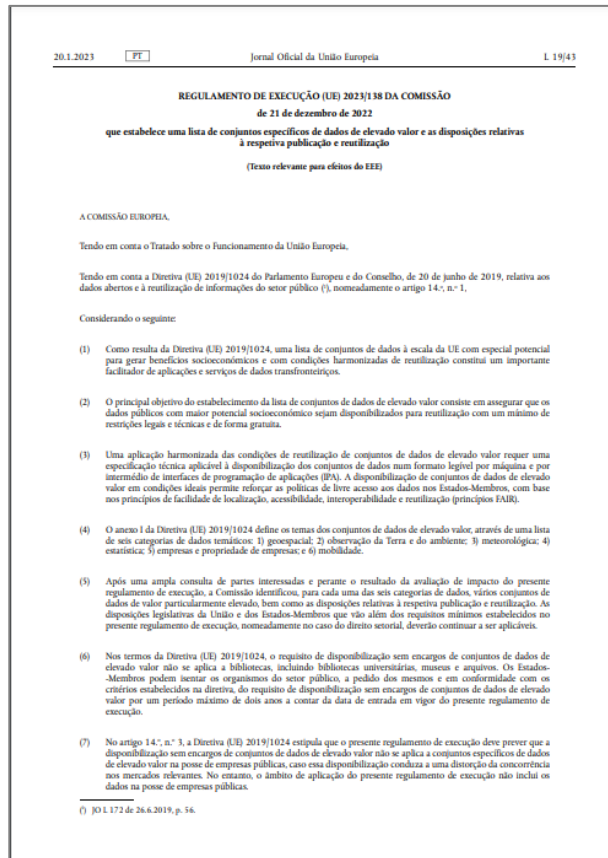 20.1.2023 PT Jornal Oficial da União Europeia L 19/43
REGULAMENTO DE EXECUÇÃO (UE) 2023/138 DA COMISSÃO
de 21 de dezembro de 2022
que estabelece uma lista de conjuntos específicos de dados de elevado valor e as disposições relativas
à respetiva publicação e reutilização
(Texto relevante para efeitos do EEE)
A COMISSÃO EUROPEIA,
Tendo em conta o Tratado sobre o Funcionamento da União Europeia,
Tendo em conta a Diretiva (UE) 2019/1024 do Parlamento Europeu e do Conselho, de 20 de junho de 2019, relativa aos
dados abertos e à reutilização de informações do setor público (¹), nomeadamente o artigo 14.º, n.º 1,
Considerando o seguinte:
(1) Como resulta da Diretiva (UE) 2019/1024, uma lista de conjuntos de dados à escala da UE com especial potencial
para gerar benefícios socioeconómicos e com condições harmonizadas de reutilização constitui um importante
facilitador de aplicações e serviços de dados transfronteiriços.
(2) O principal objetivo do estabelecimento da lista de conjuntos de dados de elevado valor consiste em assegurar que os
dados públicos com maior potencial socioeconómico sejam disponibilizados para reutilização com um mínimo de
restrições legais e técnicas e de forma gratuita.
(3) Uma aplicação harmonizada das condições de reutilização de conjuntos de dados de elevado valor requer uma
especificação técnica aplicável à disponibilização dos conjuntos de dados num formato legível por máquina e por
intermédio de interfaces de programação de aplicações (IPA). A disponibilização de conjuntos de dados de elevado
valor em condições ideais permite reforçar as políticas de livre acesso aos dados nos Estados-Membros, com base
nos princípios de facilidade de localização, acessibilidade, interoperabilidade e reutilização (princípios FAIR).
(4) O anexo I da Diretiva (UE) 2019/1024 define os temas dos conjuntos de dados de elevado valor, através de uma lista
de seis categorias de dados temáticos: 1) geoespacial; 2) observação da Terra e do ambiente; 3) meteorológica; 4)
estatística; 5) empresas e propriedade de empresas; e 6) mobilidade.
(5) Após uma ampla consulta de partes interessadas e perante o resultado da avaliação de impacto do presente
regulamento de execução, a Comissão identificou, para cada uma das seis categorias de dados, vários conjuntos
de dados de valor particularmente elevado, bem como as disposições relativas à respetiva publicação e reutilização. As
disposições legislativas da União e dos Estados-Membros que vão além dos requisitos mínimos estabelecidos no
presente regulamento de execução, nomeadamente no caso do direito setorial, deverão continuar a ser aplicáveis.
(6) Nos termos da Diretiva (UE) 2019/1024, o requisito de disponibilização sem encargos de conjuntos de dados de
elevado valor não se aplica a bibliotecas, incluindo bibliotecas universitárias, museus e arquivos. Os Estados-
-Membros podem isentar os organismos do setor público, a pedido dos mesmos e em conformidade com os
critérios estabelecidos na diretiva, do requisito de disponibilização sem encargos de conjuntos de dados de elevado
valor por um período máximo de dois anos a contar da data de entrada em vigor do presente regulamento de
execução.
(7) No artigo 14.º, n.º 3, a Diretiva (UE) 2019/1024 estipula que o presente regulamento de execução deve prever que a
disponibilização sem encargos de conjuntos de dados de elevado valor não se aplica a conjuntos específicos de dados
de elevado valor na posse de empresas públicas, caso essa disponibilização conduza a uma distorção da concorrência
nos mercados relevantes. No entanto, o âmbito de aplicação do presente regulamento de execução não inclui os
dados na posse de empresas públicas.
(¹) JO L 172 de 26.6.2019, p. 56.